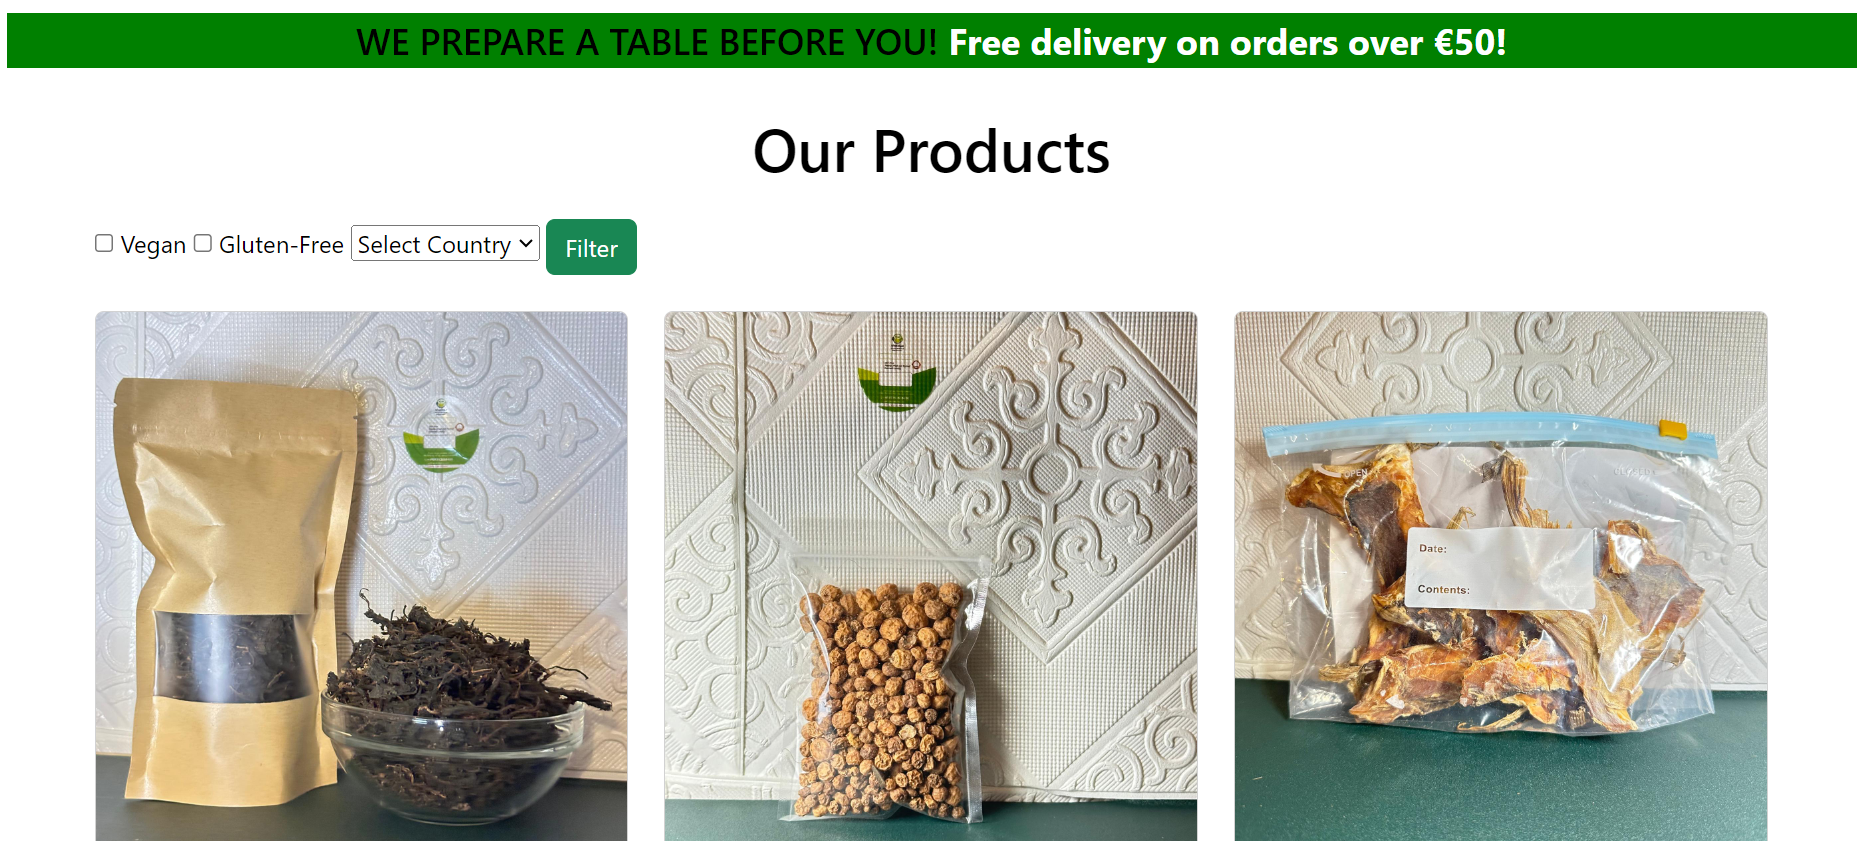 WE PREPARE A TABLE BEFORE YOU! Free delivery on orders over €50!
Our Products
Vegan Gluten-Free Select Country Filter
OPEN
Date:
Contents: